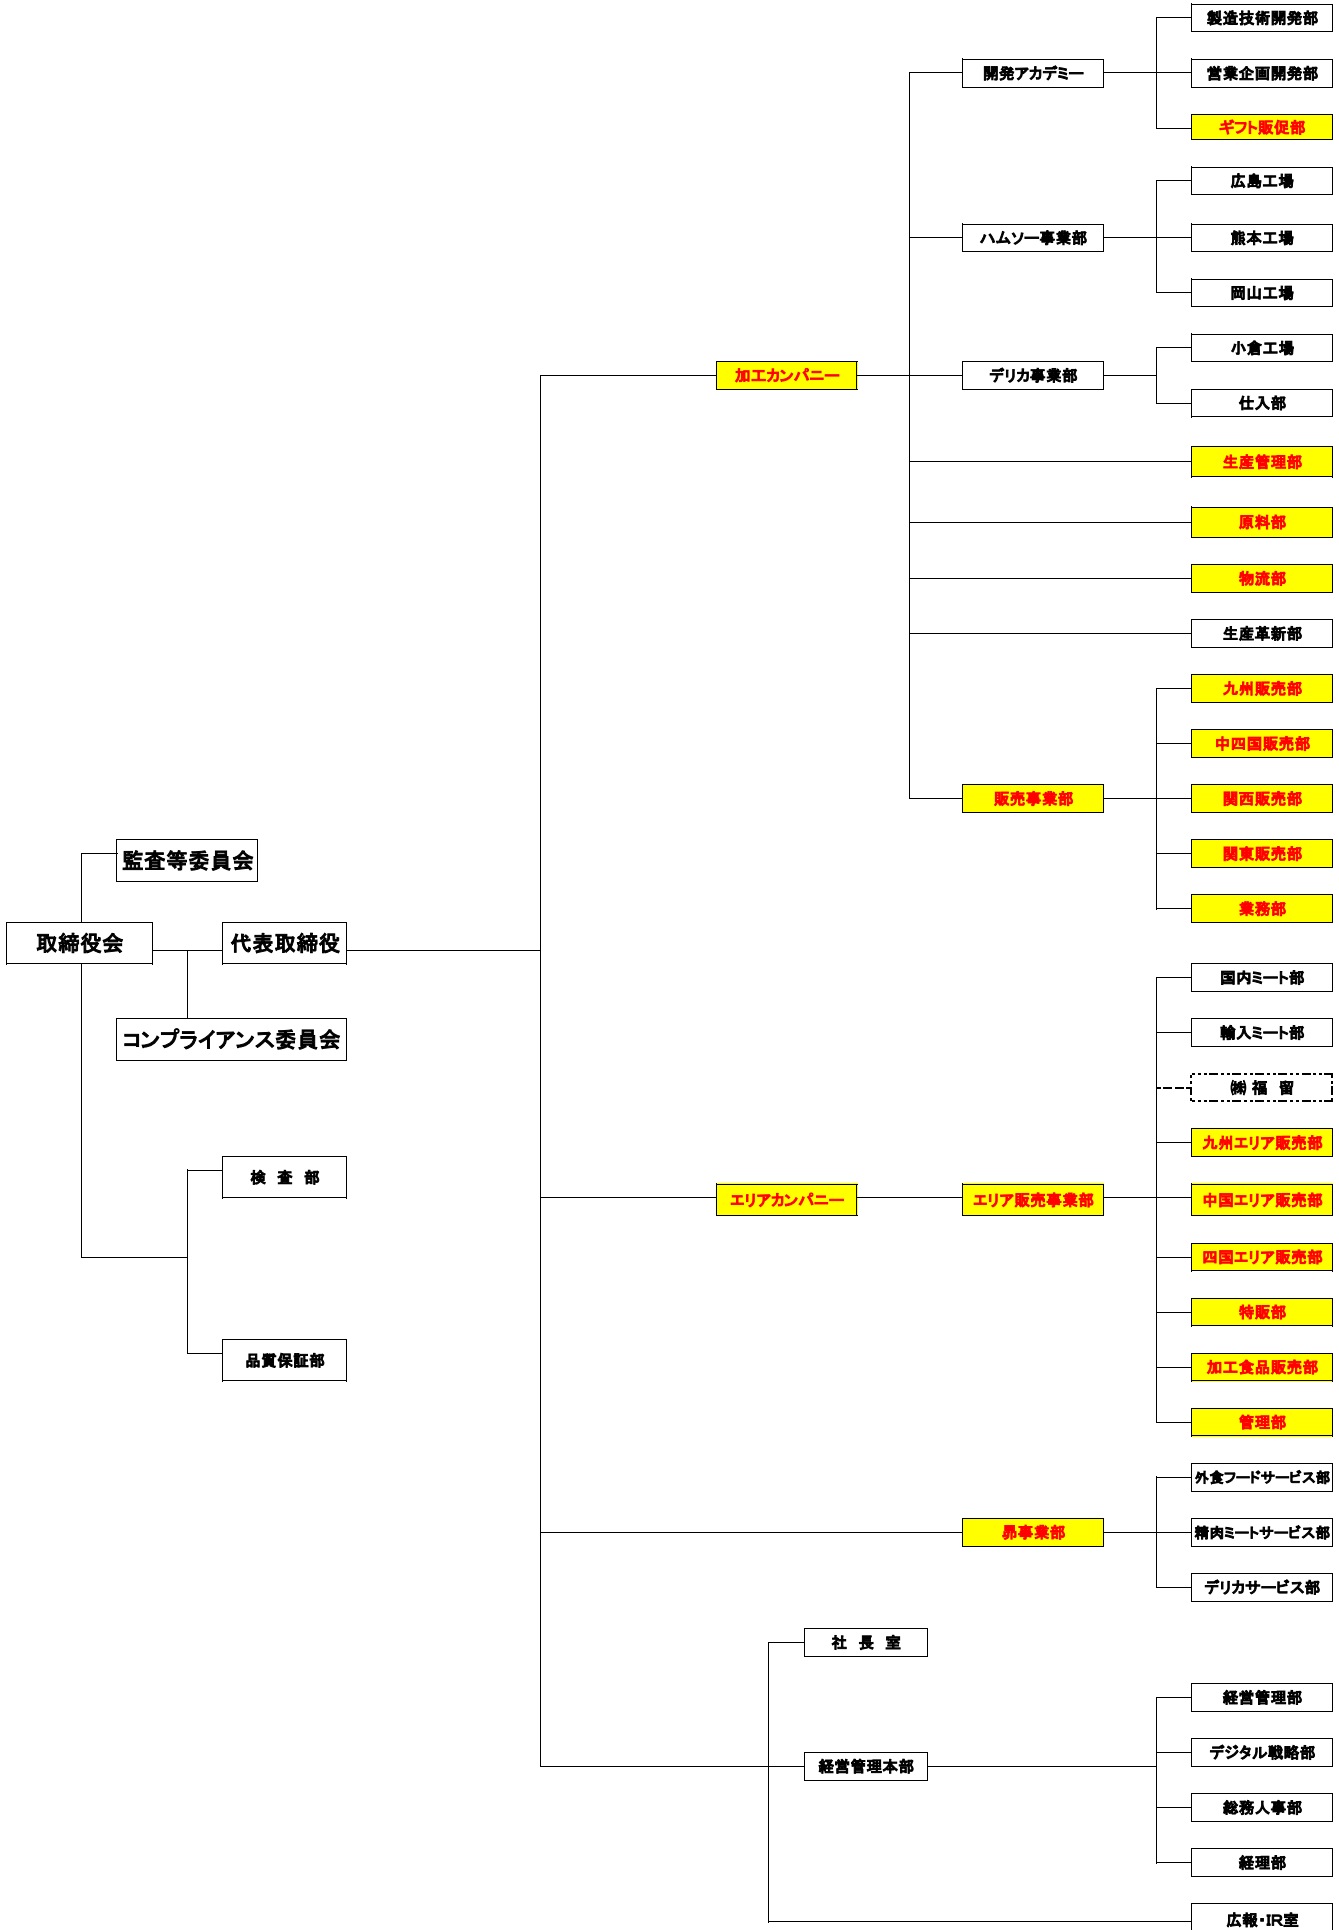 製造技術開発部
開発アカデミー
営業企画開発部
ギフト販促部
広島工場
ハムソー事業部
熊本工場
岡山工場
小倉工場
加工カンパニー
デリカ事業部
仕入部
生産管理部
原料部
物流部
生産革新部
九州販売部
中四国販売部
販売事業部
関西販売部
関東販売部
業務部
監査等委員会
取締役会
代表取締役
コンプライアンス委員会
検 査 部
品質保証部
国内ミート部
輸入ミート部
㈱ 福 留
九州エリア販売部
エリアカンパニー
エリア販売事業部
中国エリア販売部
四国エリア販売部
特販部
加工食品販売部
管理部
外食フードサービス部
昴事業部
精肉ミートサービス部
デリカサービス部
社 長 室
経営管理部
デジタル戦略部
経営管理本部
総務人事部
経理部
広報・IR室